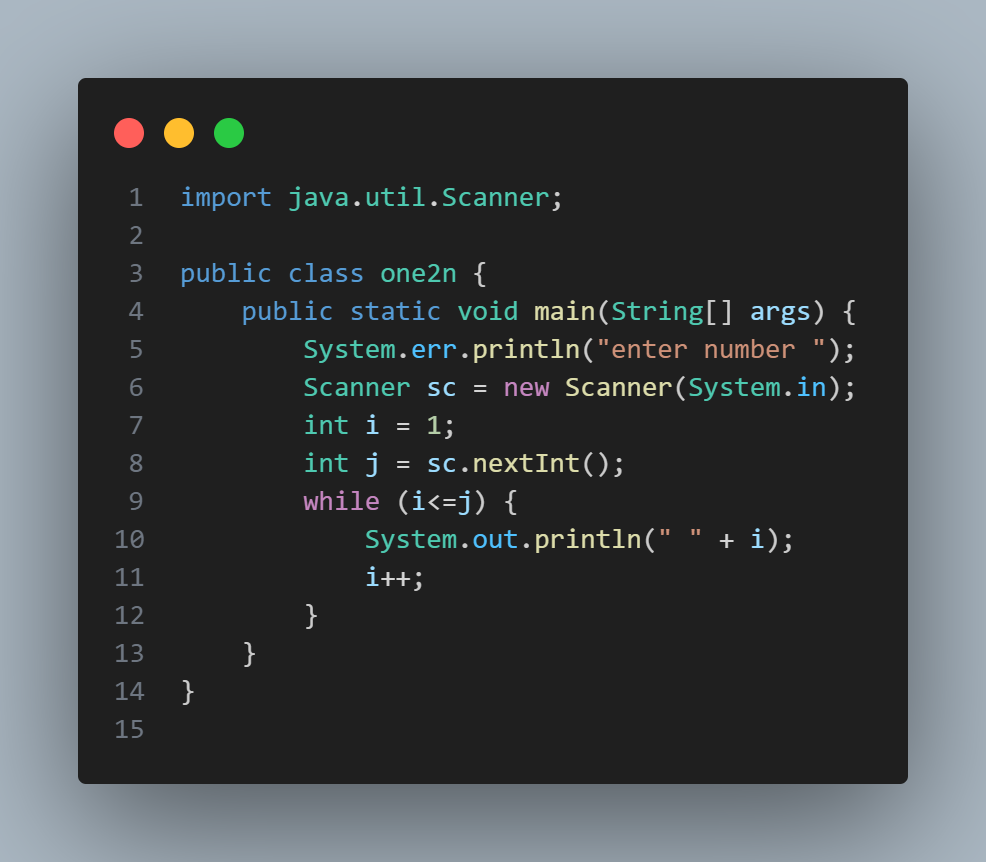 1 import java.util.Scanner;
2
3 public class one2n {
4     public static void main(String[] args) {
5         System.err.println("enter number ");
6         Scanner sc = new Scanner(System.in);
7         int i = 1;
8         int j = sc.nextInt();
9         while (i<=j) {
10             System.out.println(" " + i);
11             i++;
12         }
13     }
14 }
15